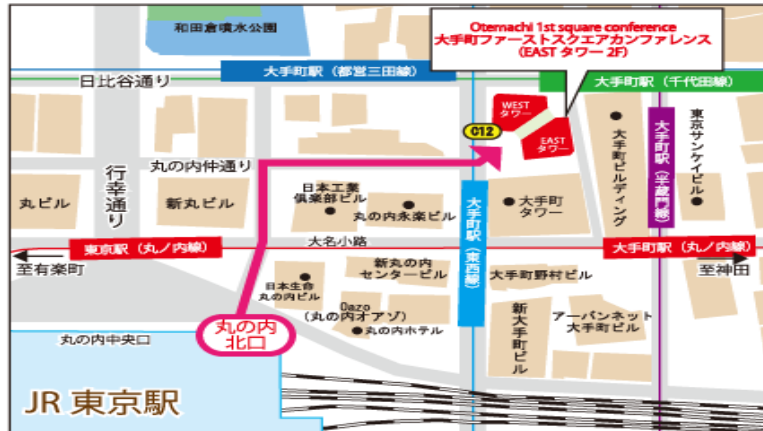 和田倉噴水公園
Otemachi 1st square conference
大手町ファーストスクエアカンファレンス
(EAST タワー 2F)
日比谷通り
大手町駅（都営三田線）
大手町駅（千代田線）
WEST
タワー
EAST
タワー
C12
大手町ビルディング
大手町駅（半蔵門線）
東京サンケイビル
行幸通り
丸の内仲通り
丸ビル
新丸ビル
日本工業
倶楽部ビル
丸の内永楽ビル
大手町駅（東西線）
大手町
タワー
東京駅（丸ノ内線）
大名小路
大手町駅（丸ノ内線）
至有楽町
至神田
日本生命
丸の内ビル
新丸の内
センタービル
大手町野村ビル
Oazo
（丸の内オアゾ）
丸の内ホテル
新大手町ビル
アーバンネット
大手町ビル
丸の内
北口
丸の内中央口
JR 東京駅